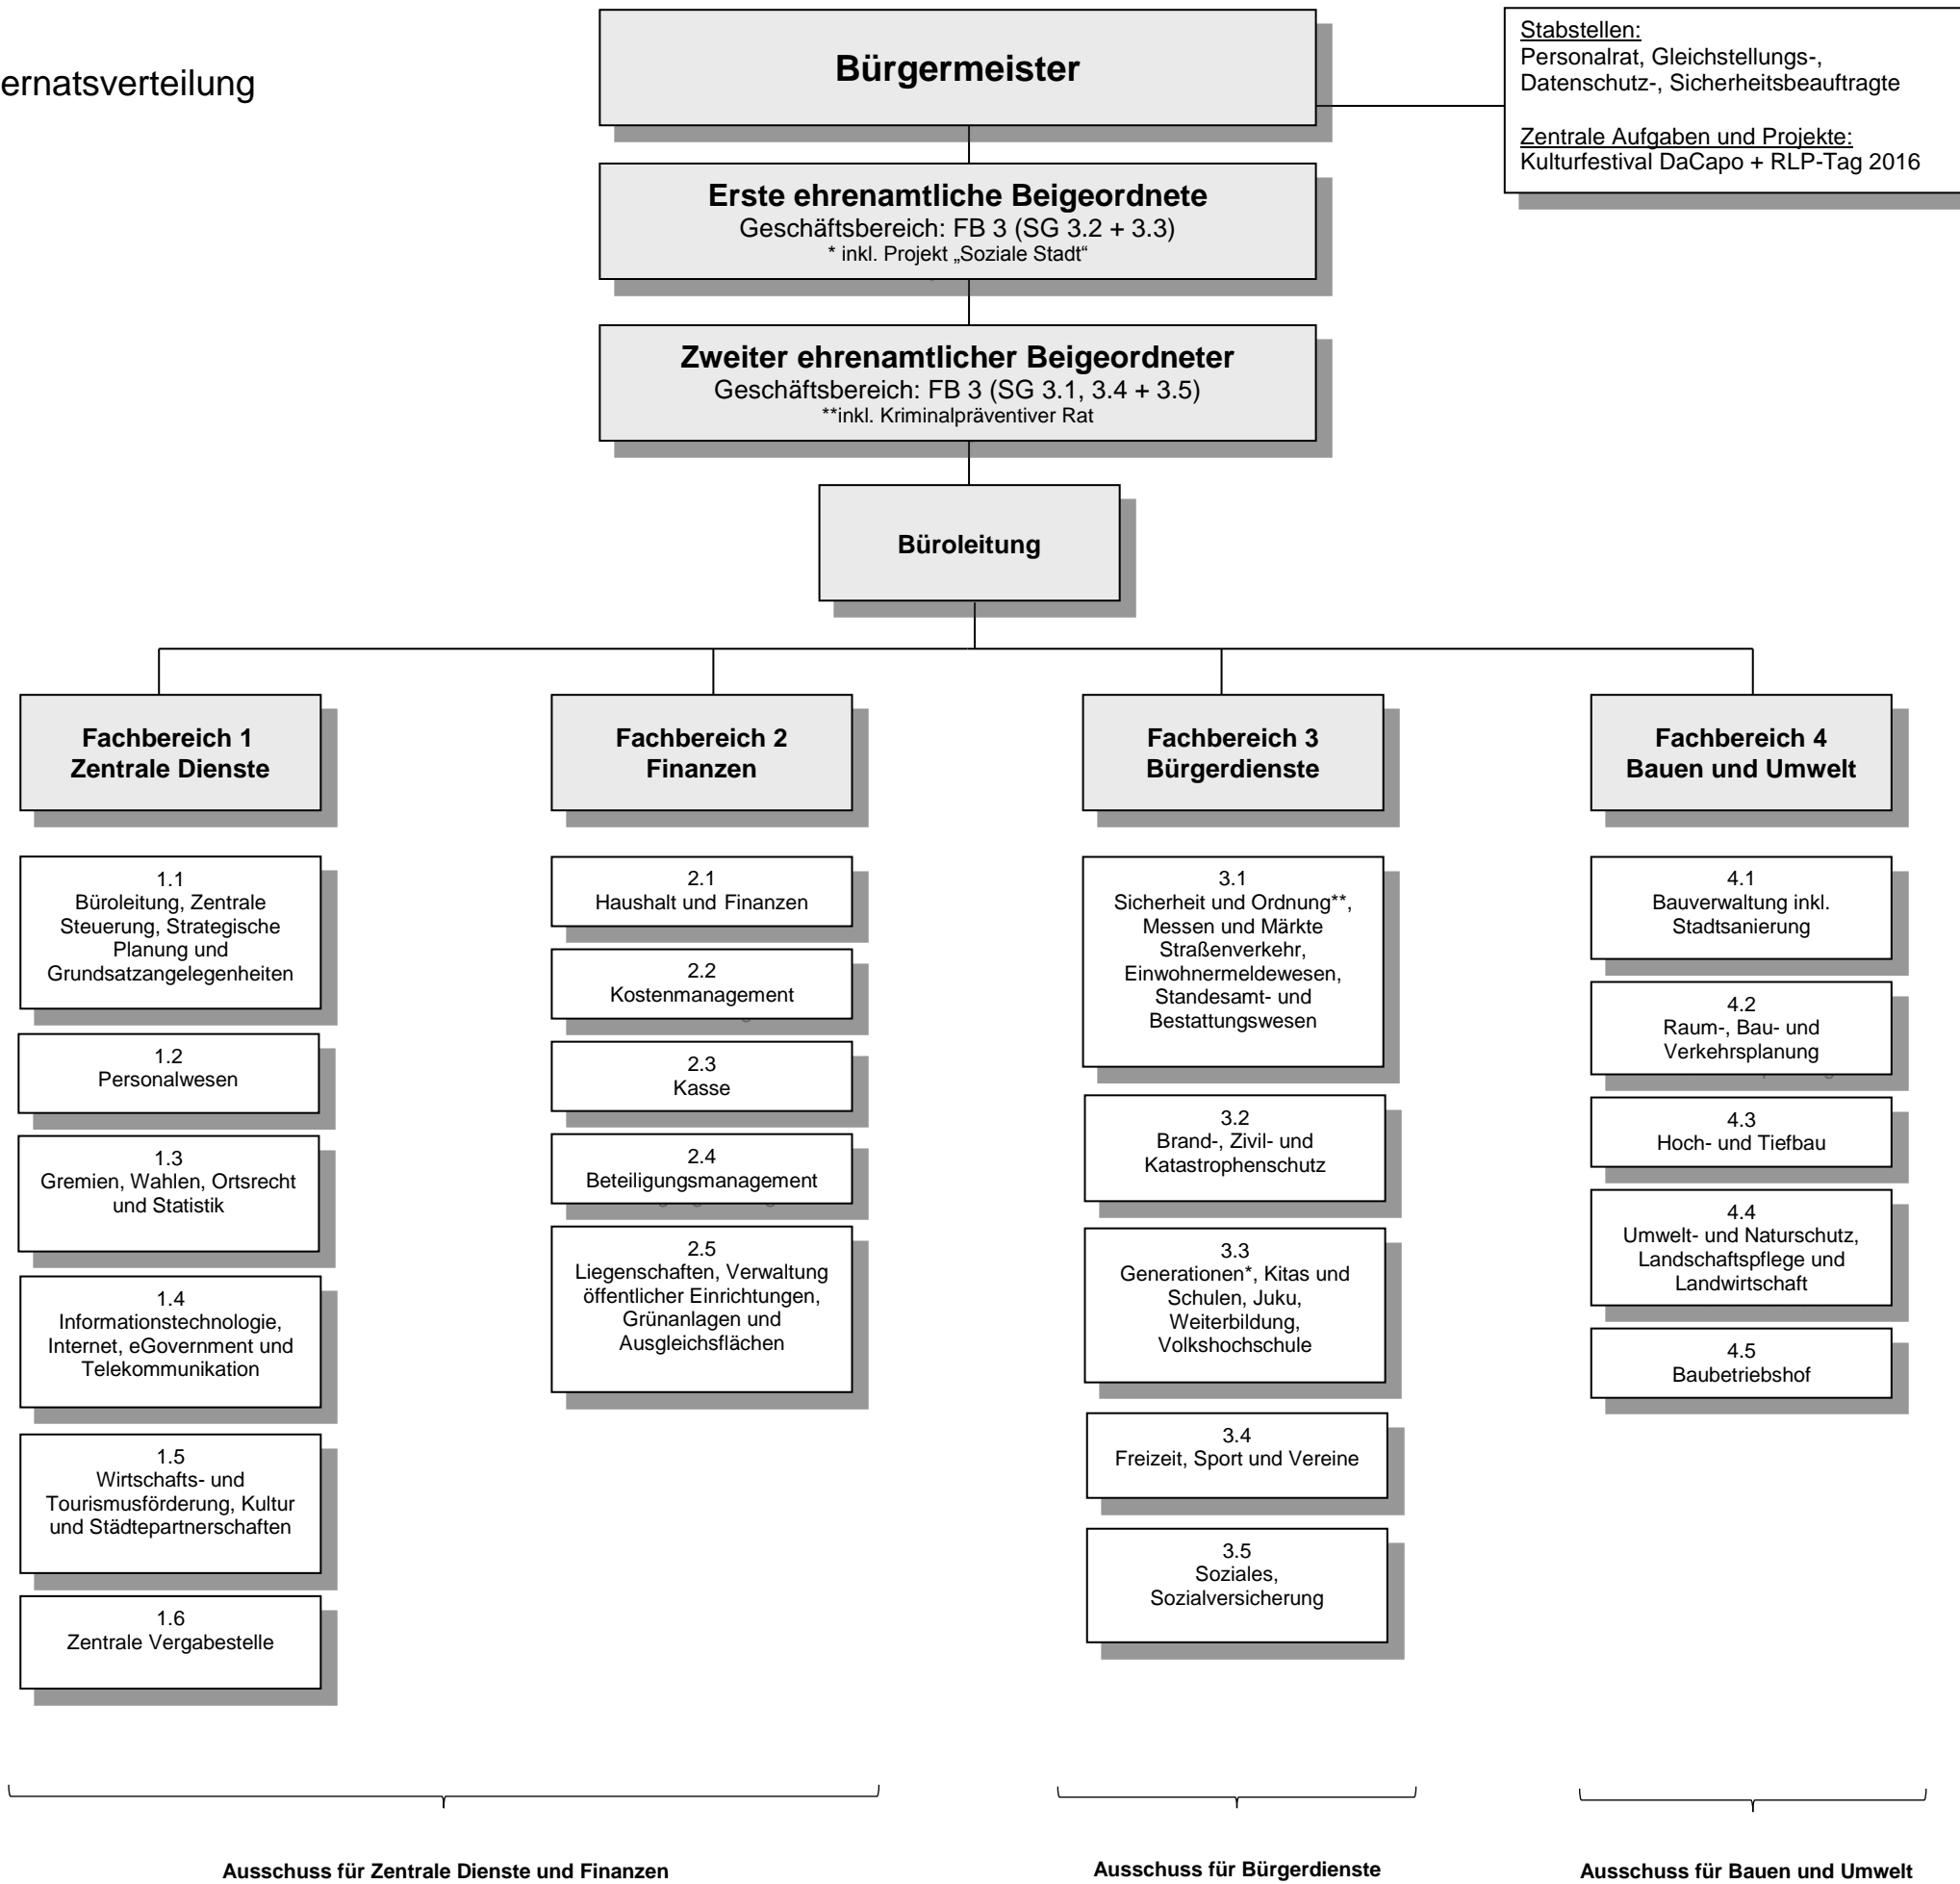 ernatsverteilung
Bürgermeister
Stabstellen:
Personalrat, Gleichstellungs-,
Datenschutz-, Sicherheitsbeauftragte
Zentrale Aufgaben und Projekte:
Kulturfestival DaCapo + RLP-Tag 2016
Erste ehrenamtliche Beigeordnete
Geschäftsbereich: FB 3 (SG 3.2 + 3.3)
* inkl. Projekt „Soziale Stadt“
Zweiter ehrenamtlicher Beigeordneter
Geschäftsbereich: FB 3 (SG 3.1, 3.4 + 3.5)
**inkl. Kriminalpräventiver Rat
Büroleitung
Fachbereich 1
Zentrale Dienste
1.1
Büroleitung, Zentrale
Steuerung, Strategische
Planung und
Grundsatzangelegenheiten
1.2
Personalwesen
1.3
Gremien, Wahlen, Ortsrecht
und Statistik
1.4
Informationstechnologie,
Internet, eGovernment und
Telekommunikation
1.5
Wirtschafts- und
Tourismusförderung, Kultur
und Städtepartnerschaften
1.6
Zentrale Vergabestelle
Fachbereich 2
Finanzen
2.1
Haushalt und Finanzen
2.2
Kostenmanagement
2.3
Kasse
2.4
Beteiligungsmanagement
2.5
Liegenschaften, Verwaltung
öffentlicher Einrichtungen,
Grünanlagen und
Ausgleichsflächen
Fachbereich 3
Bürgerdienste
3.1
Sicherheit und Ordnung**,
Messen und Märkte
Straßenverkehr,
Einwohnermeldewesen,
Standesamt- und
Bestattungswesen
3.2
Brand-, Zivil- und
Katastrophenschutz
3.3
Generationen*, Kitas und
Schulen, Juku,
Weiterbildung,
Volkshochschule
3.4
Freizeit, Sport und Vereine
3.5
Soziales,
Sozialversicherung
Fachbereich 4
Bauen und Umwelt
4.1
Bauverwaltung inkl.
Stadtsanierung
4.2
Raum-, Bau- und
Verkehrsplanung
4.3
Hoch- und Tiefbau
4.4
Umwelt- und Naturschutz,
Landschaftspflege und
Landwirtschaft
4.5
Baubetriebshof
Ausschuss für Zentrale Dienste und Finanzen
Ausschuss für Bürgerdienste
Ausschuss für Bauen und Umwelt